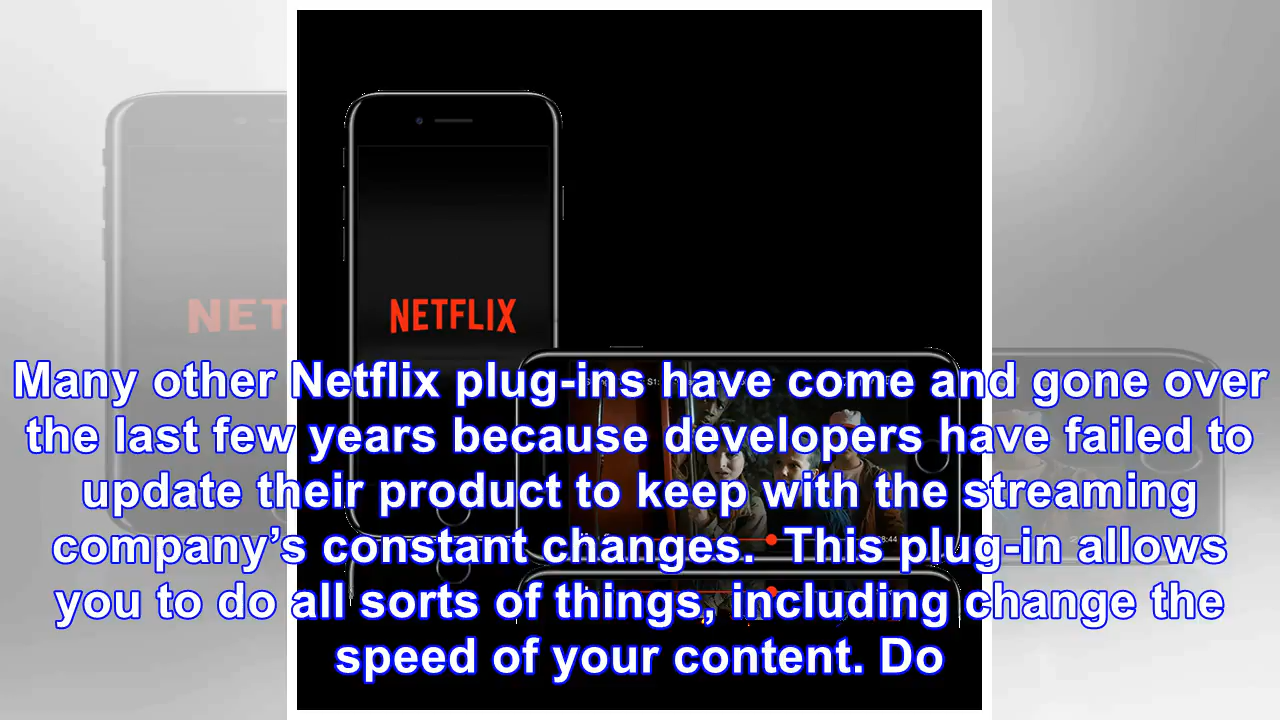 NETFLIX
NET
Many other Netflix plug-ins have come and gone over
the last few years because developers have failed to
update their product to keep with the streaming
company’s constant changes.  This plug-in allows
you to do all sorts of things, including change the
speed of your content. Do